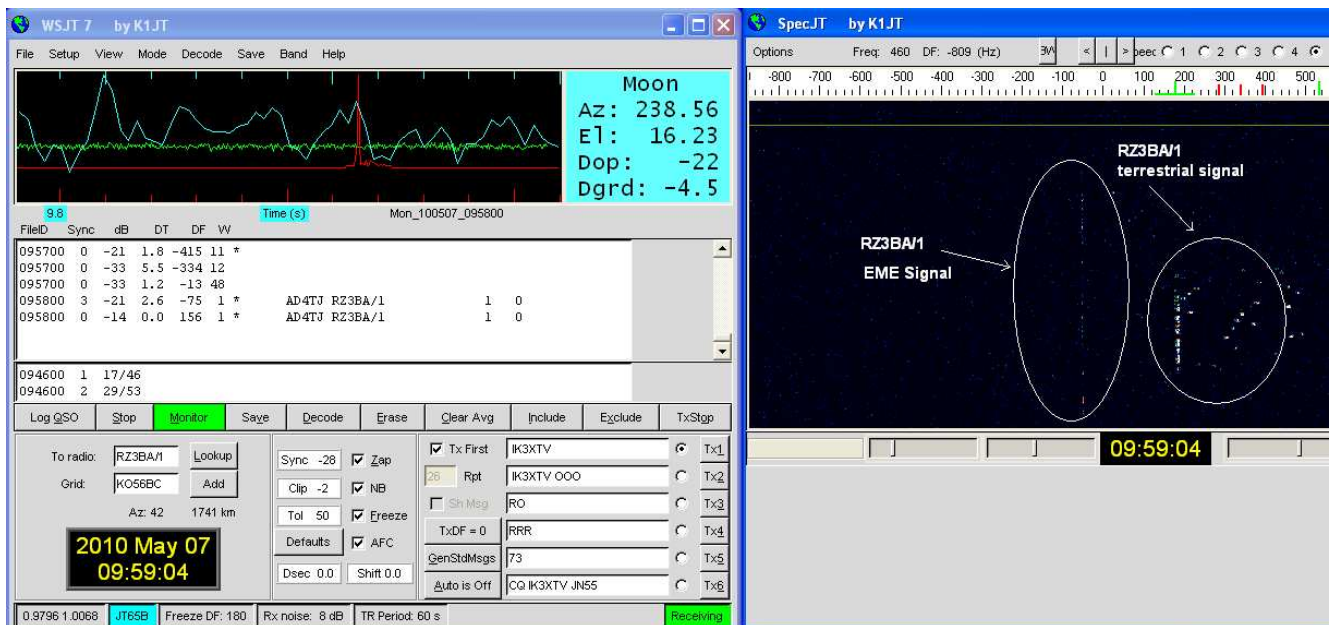 WSJT 7 by K1JT
File Setup View Mode Decode Save Band Help
Moon
Az: 238.56
El: 16.23
Dop: -22
Dgrd: -4.5
9.8 Time (s) Mon_100507_095800
FileID Sync dB DT DF W
095700 0 -21 1.8 -415 11 *
095700 0 -33 5.5 -334 12
095700 0 -33 1.2 -13 48
095800 3 -21 2.6 -75 1 * AD4TJ RZ3BA/1 1 0
095800 0 -14 0.0 156 1 * AD4TJ RZ3BA/1 1 0
094600 1 17/46
094600 2 29/53
Log QSO Stop Monitor Save Decode Erase Clear Avg Include Exclude TxStop
To radio: RZ3BA/1 Lookup
Grid: KO56BC Add
Az: 42 1741 km
2010 May 07
09:59:04
Sync -28 Zap
Clip -2 NB
Tol 50 Freeze
Defaults AFC
Dsec 0.0 Shift 0.0
Tx First IK3XTV Tx1
26 Rpt IK3XTV OOO Tx2
Sh Msg RO Tx3
TxDF = 0 RRR Tx4
GenStdMsgs 73 Tx5
Auto is Off CQ IK3XTV JN55 Tx6
0.9796 1.0068 JT65B Freeze DF: 180 Rx noise: 8 dB TR Period: 60 s Receiving
SpecJT by K1JT
Options Freq: 460 DF: -809 (Hz) < | > 1 2 3 4
-800 -700 -600 -500 -400 -300 -200 -100 0 100 200 300 400 500
RZ3BA/1
terrestrial signal
RZ3BA/1
EME Signal
09:59:04